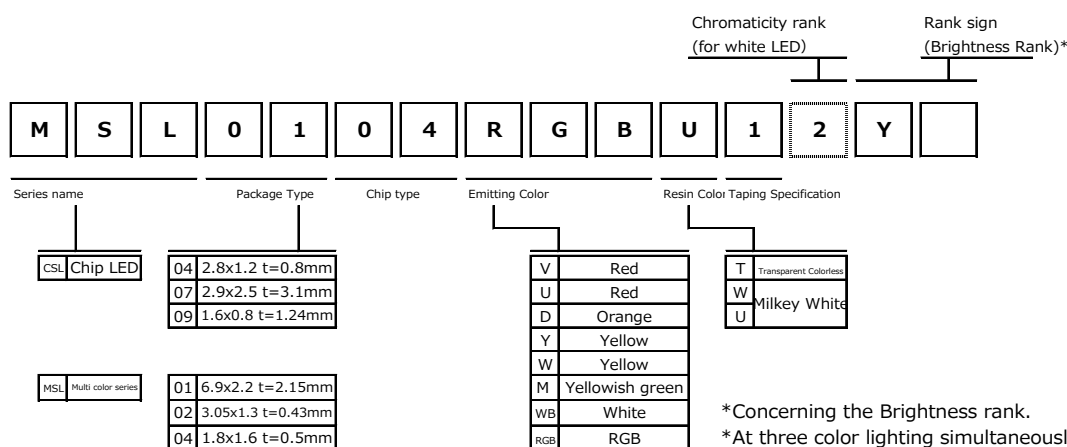 Chromaticity rank
(for white LED)
Rank sign
(Brightness Rank)*
M S L 0 1 0 4 R G B U 1 2 Y
Series name Package Type Chip type Emitting Color Resin Color Taping Specification
CSL Chip LED
04 2.8x1.2 t=0.8mm
07 2.9x2.5 t=3.1mm
09 1.6x0.8 t=1.24mm
MSL Multi color series
01 6.9x2.2 t=2.15mm
02 3.05x1.3 t=0.43mm
04 1.8x1.6 t=0.5mm
V Red
U Red
D Orange
Y Yellow
W Yellow
M Yellowish green
WB White
RGB RGB
T Transparent Colorless
W
U
Milkey White
*Concerning the Brightness rank.
*At three color lighting simultaneousl